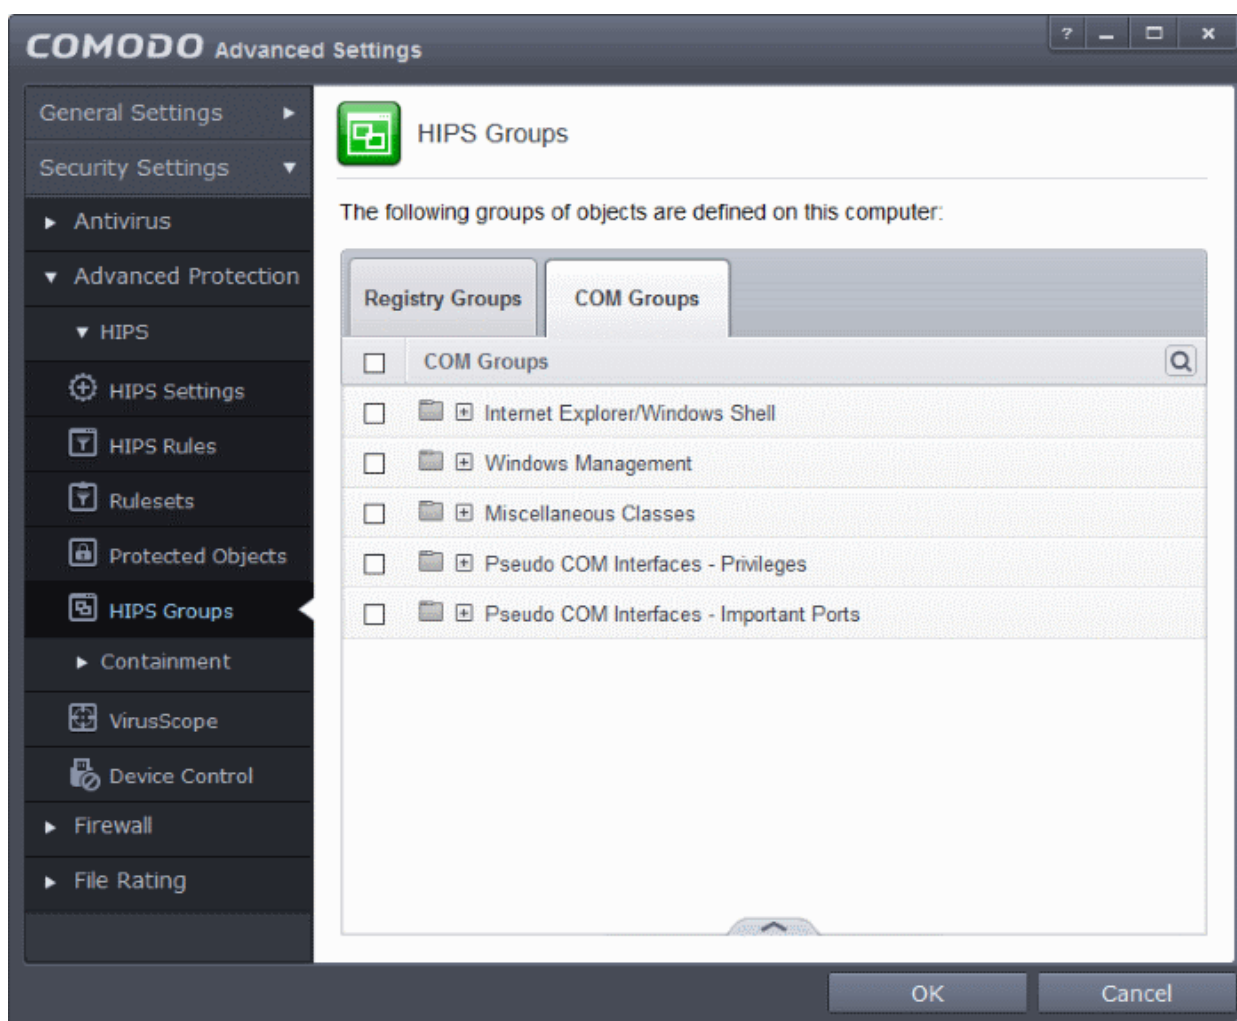 COMODO Advanced Settings
?
General Settings
Security Settings
Antivirus
Advanced Protection
HIPS
HIPS Settings
HIPS Rules
Rulesets
Protected Objects
HIPS Groups
Containment
VirusScope
Device Control
Firewall
File Rating
HIPS Groups
The following groups of objects are defined on this computer:
Registry Groups
COM Groups
COM Groups
Internet Explorer/Windows Shell
Windows Management
Miscellaneous Classes
Pseudo COM Interfaces - Privileges
Pseudo COM Interfaces - Important Ports
OK
Cancel